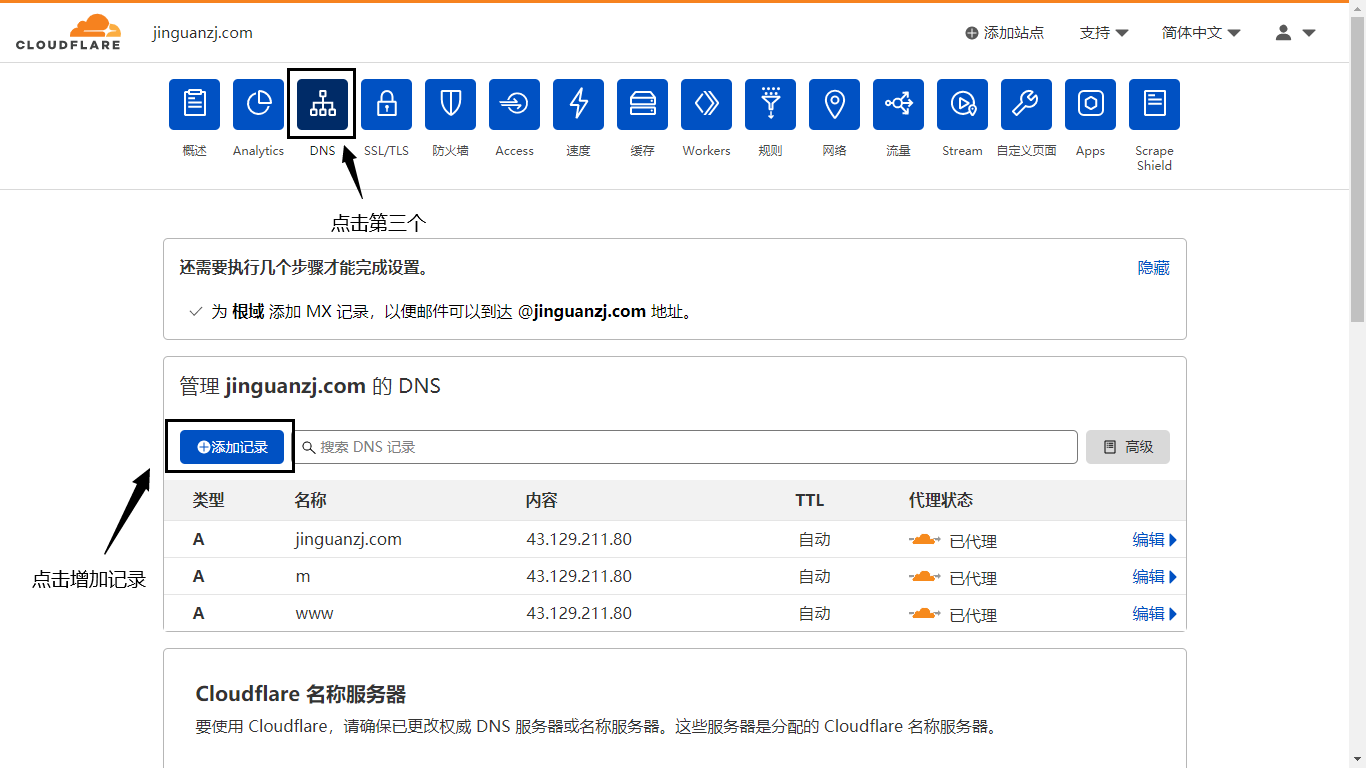 CLOUDFLARE
jinguanzj.com
添加站点
支持
简体中文
概述
Analytics
DNS
SSL/TLS
防火墙
Access
速度
缓存
Workers
规则
网络
流量
Stream
自定义页面
Apps
Scrape
Shield
点击第三个
还需要执行几个步骤才能完成设置。
隐藏
为 根域 添加 MX 记录，以便邮件可以到达 @jinguanzj.com 地址。
管理 jinguanzj.com 的 DNS
添加记录
搜索 DNS 记录
高级
点击增加记录
类型 名称 内容 TTL 代理状态
A jinguanzj.com 43.129.211.80 自动 已代理 编辑
A m 43.129.211.80 自动 已代理 编辑
A www 43.129.211.80 自动 已代理 编辑
Cloudflare 名称服务器
要使用 Cloudflare，请确保已更改权威 DNS 服务器或名称服务器。这些服务器是分配的 Cloudflare 名称服务器。